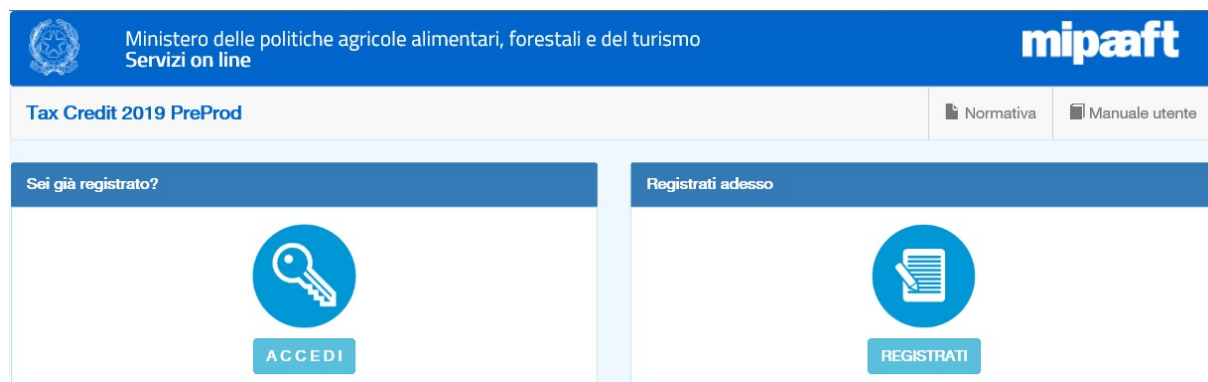 Ministero delle politiche agricole alimentari, forestali e del turismo
Servizi on line
mipaaft
Tax Credit 2019 PreProd
Normativa
Manuale utente
Sei già registrato?
Registrati adesso
ACCEDI
REGISTRATI